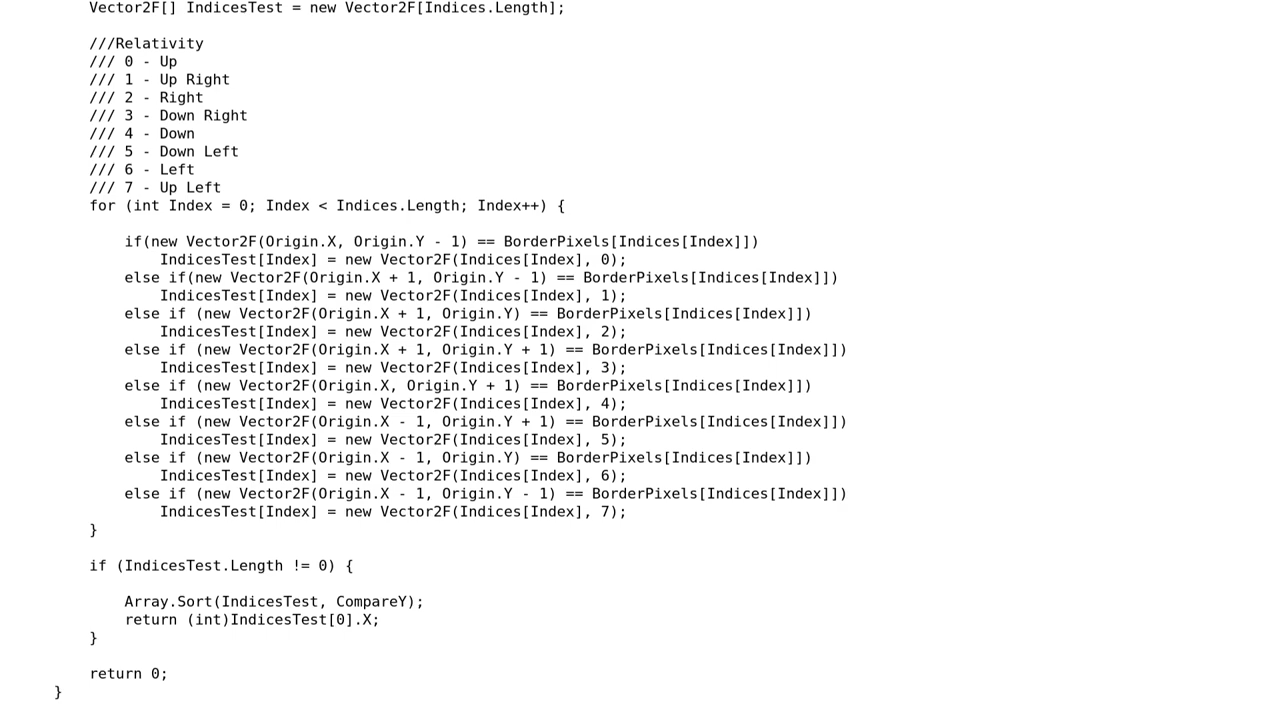 Vector2F[] IndicesTest = new Vector2F[Indices.Length];
///Relativity
/// 0 - Up
/// 1 - Up Right
/// 2 - Right
/// 3 - Down Right
/// 4 - Down
/// 5 - Down Left
/// 6 - Left
/// 7 - Up Left
for (int Index = 0; Index < Indices.Length; Index++) {
if(new Vector2F(Origin.X, Origin.Y - 1) == BorderPixels[Indices[Index]])
IndicesTest[Index] = new Vector2F(Indices[Index], 0);
else if(new Vector2F(Origin.X + 1, Origin.Y - 1) == BorderPixels[Indices[Index]])
IndicesTest[Index] = new Vector2F(Indices[Index], 1);
else if (new Vector2F(Origin.X + 1, Origin.Y) == BorderPixels[Indices[Index]])
IndicesTest[Index] = new Vector2F(Indices[Index], 2);
else if (new Vector2F(Origin.X + 1, Origin.Y + 1) == BorderPixels[Indices[Index]])
IndicesTest[Index] = new Vector2F(Indices[Index], 3);
else if (new Vector2F(Origin.X, Origin.Y + 1) == BorderPixels[Indices[Index]])
IndicesTest[Index] = new Vector2F(Indices[Index], 4);
else if (new Vector2F(Origin.X - 1, Origin.Y + 1) == BorderPixels[Indices[Index]])
IndicesTest[Index] = new Vector2F(Indices[Index], 5);
else if (new Vector2F(Origin.X - 1, Origin.Y) == BorderPixels[Indices[Index]])
IndicesTest[Index] = new Vector2F(Indices[Index], 6);
else if (new Vector2F(Origin.X - 1, Origin.Y - 1) == BorderPixels[Indices[Index]])
IndicesTest[Index] = new Vector2F(Indices[Index], 7);
}
if (IndicesTest.Length != 0) {
Array.Sort(IndicesTest, CompareY);
return (int)IndicesTest[0].X;
}
return 0;
}